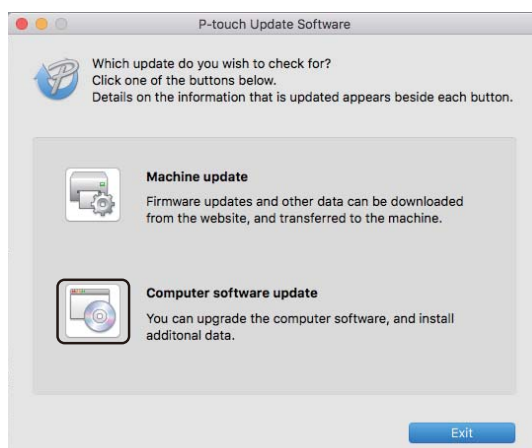 P-touch Update Software
Which update do you wish to check for?
Click one of the buttons below.
Details on the information that is updated appears beside each button.
Machine update
Firmware updates and other data can be downloaded
from the website, and transferred to the machine.
Computer software update
You can upgrade the computer software, and install
additonal data.
Exit